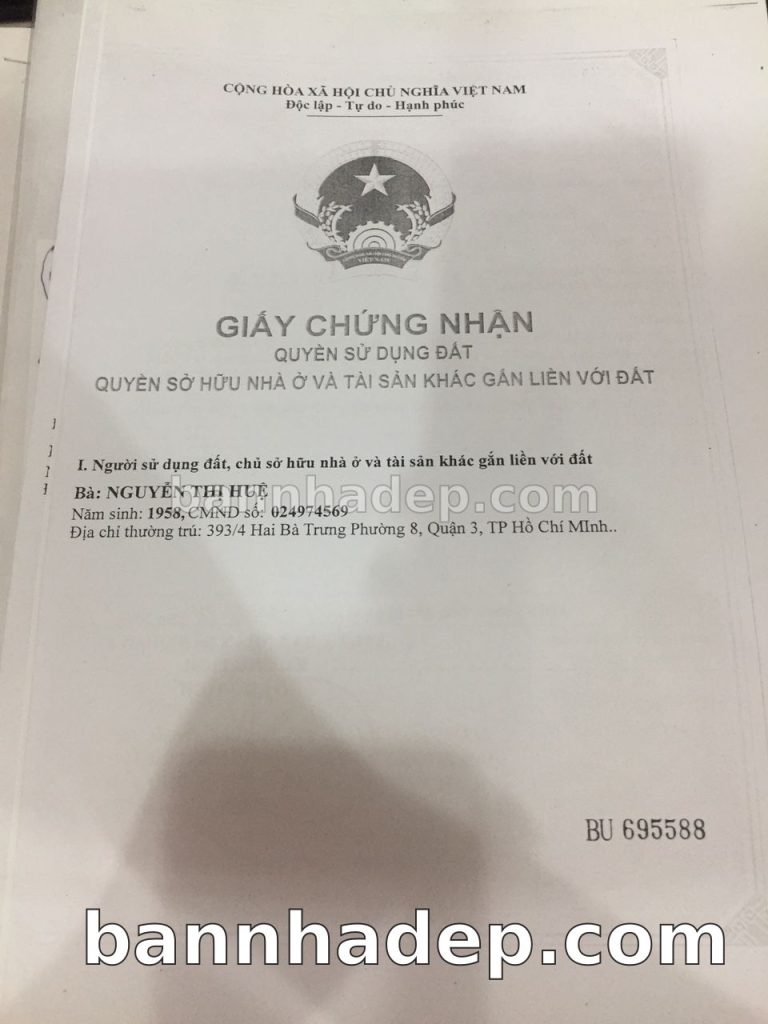 CỘNG HÒA XÃ HỘI CHỦ NGHĨA VIỆT NAM
Độc lập - Tự do - Hạnh phúc
VIỆT NAM
GIẤY CHỨNG NHẬN
QUYỀN SỬ DỤNG ĐẤT
QUYỀN SỞ HỮU NHÀ Ở VÀ TÀI SẢN KHÁC GẮN LIỀN VỚI ĐẤT
I. Người sử dụng đất, chủ sở hữu nhà ở và tài sản khác gắn liền với đất
Bà: NGUYỄN THỊ HUỆ
bannhadep.com
Năm sinh: 1958, CMND số: 024974569
Địa chỉ thường trú: 393/4 Hai Bà Trưng Phường 8, Quận 3, TP Hồ Chí MInh..
BU 695588
bannhadep.com